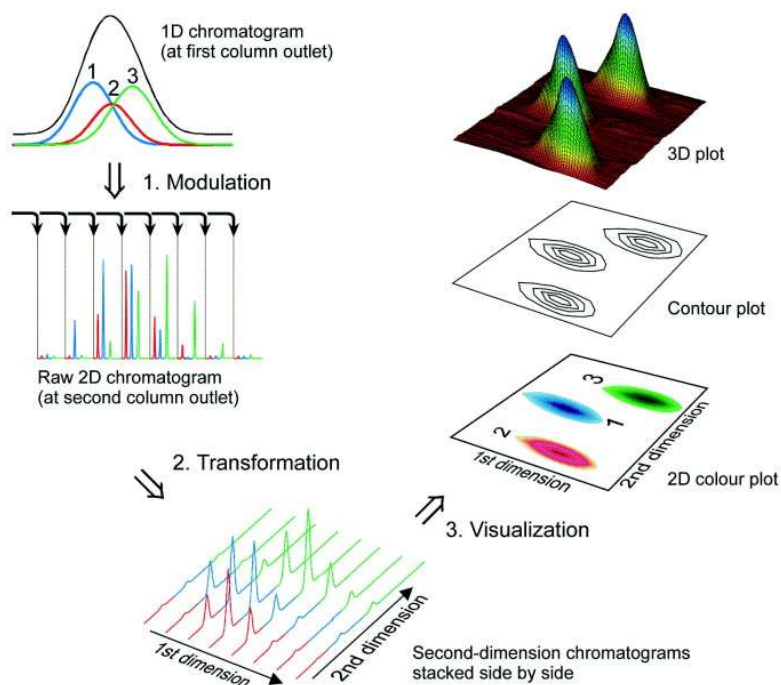 1D chromatogram
(at first column outlet)
1
2
3
1. Modulation
Raw 2D chromatogram
(at second column outlet)
2. Transformation
1st dimension
2nd dimension
Second-dimension chromatograms
stacked side by side
3. Visualization
3D plot
Contour plot
3
1
2
1st dimension
2nd dimension
2D colour plot